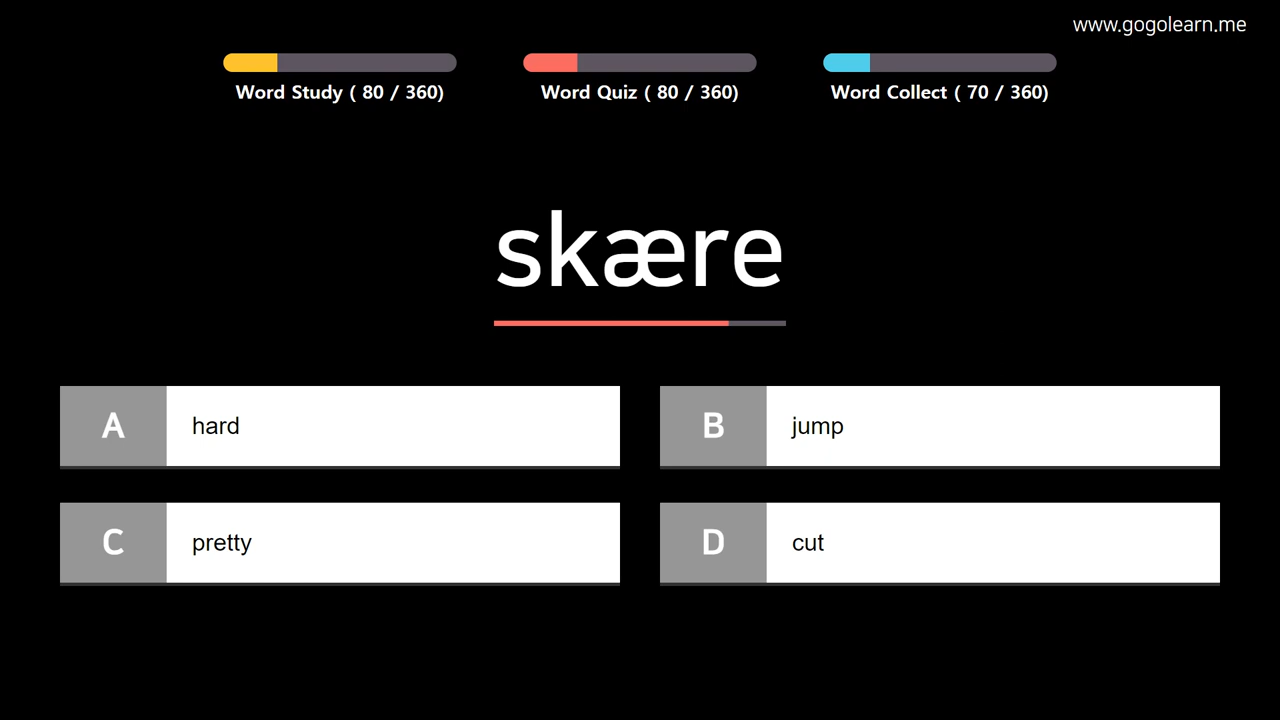 www.gogolearn.me
Word Study ( 80 / 360)
Word Quiz ( 80 / 360)
Word Collect ( 70 / 360)
skære
A hard
B jump
C pretty
D cut